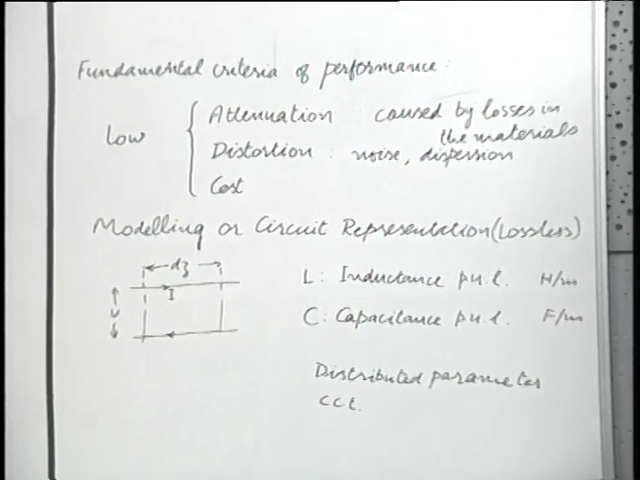 Fundamental criteria of performance:
Low { Attenuation : caused by losses in the materials
Distortion : noise, dispersion
Cost
Modelling or Circuit Representation (Lossless)
dz
I
V
L : Inductance p.u.l. H/m
C : Capacitance p.u.l. F/m
Distributed parameter
cct.